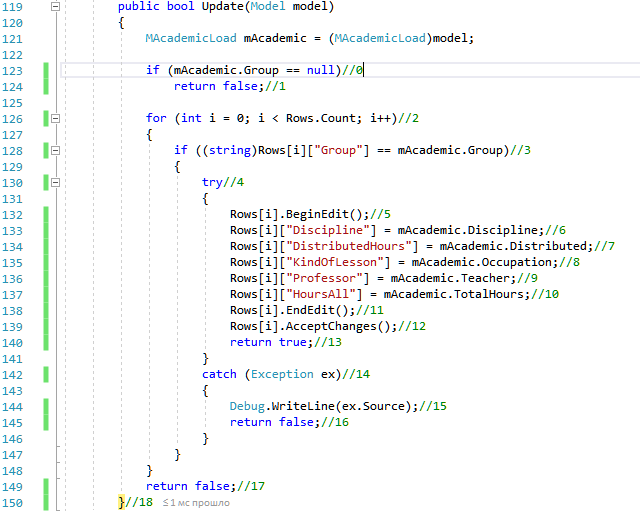 119 public bool Update(Model model)
120 {
121 MAcademicLoad mAcademic = (MAcademicLoad)model;
122
123 if (mAcademic.Group == null)//0
124 return false;//1
125
126 for (int i = 0; i < Rows.Count; i++)//2
127 {
128 if ((string)Rows[i]["Group"] == mAcademic.Group)//3
129 {
130 try//4
131 {
132 Rows[i].BeginEdit();//5
133 Rows[i]["Discipline"] = mAcademic.Discipline;//6
134 Rows[i]["DistributedHours"] = mAcademic.Distributed;//7
135 Rows[i]["KindOfLesson"] = mAcademic.Occupation;//8
136 Rows[i]["Professor"] = mAcademic.Teacher;//9
137 Rows[i]["HoursAll"] = mAcademic.TotalHours;//10
138 Rows[i].EndEdit();//11
139 Rows[i].AcceptChanges();//12
140 return true;//13
141 }
142 catch (Exception ex)//14
143 {
144 Debug.WriteLine(ex.Source);//15
145 return false;//16
146 }
147 }
148 }
149 return false;//17
150 }//18 ≤1 мс прошло